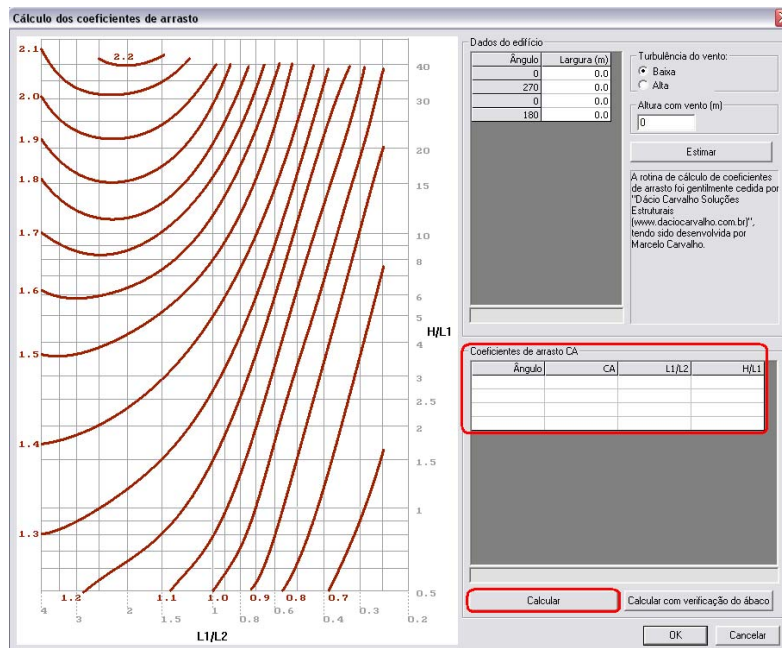 Cálculo dos coeficientes de arrasto
2.1
2.2
2.0
1.9
1.8
1.7
1.6
1.5
1.4
1.3
1.2 1.1 1.0 0.9 0.8 0.7
40
30
20
15
10
8
6
5
4
3
2.5
2
1.5
1
0.5
H/L1
4 3 2 1.5 1 0.8 0.6 0.4 0.3 0.2
L1/L2
Dados do edifício
Ângulo Largura (m)
0 0.0
270 0.0
0 0.0
180 0.0
Turbulência do vento:
Baixa
Alta
Altura com vento (m)
0
Estimar
A rotina de cálculo de coeficientes
de arrasto foi gentilmente cedida por
"Dácio Carvalho Soluções
Estruturais
(www.daciocarvalho.com.br)",
tendo sido desenvolvida por
Marcelo Carvalho.
Coeficientes de arrasto CA
Ângulo CA L1/L2 H/L1
Calcular
Calcular com verificação do ábaco
OK
Cancelar